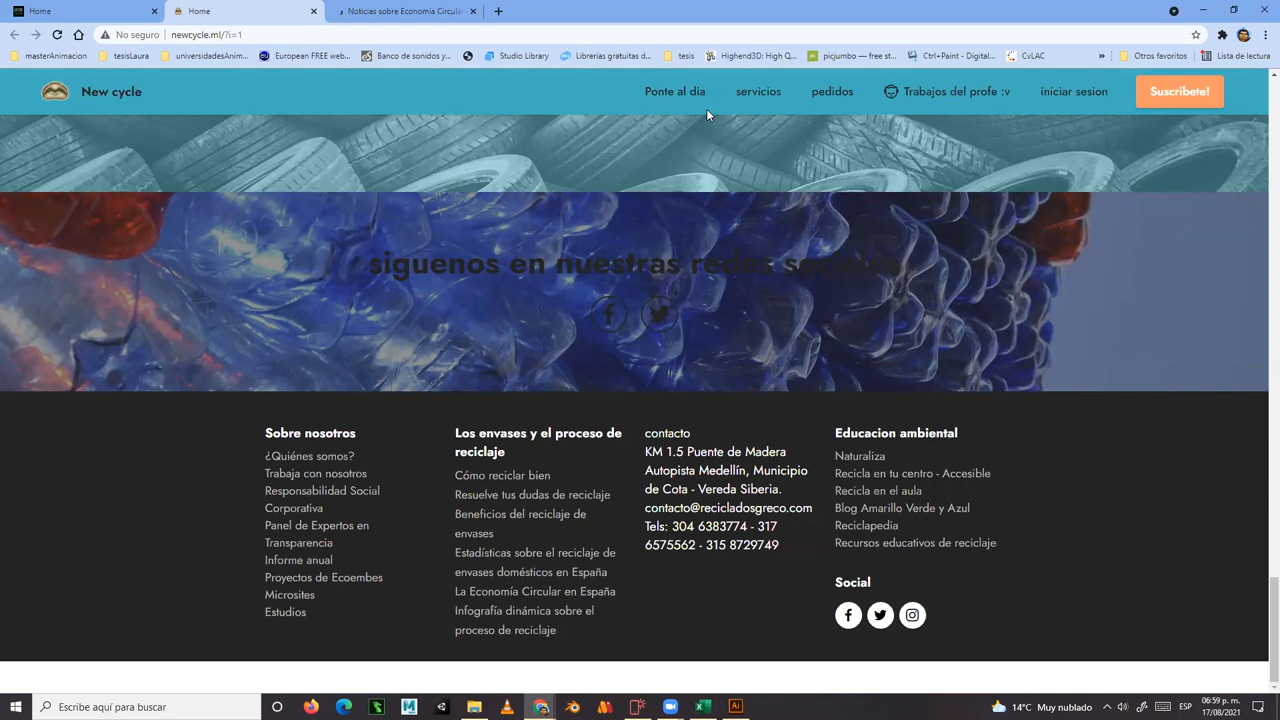 Home
Home
Noticias sobre Economía Circula
No seguro | newcycle.ml/?i=1
masterAnimacion
tesisLaura
universidadesAnim...
European FREE web...
Banco de sonidos y...
Studio Library
Librerías gratuitas d...
tesis
Highend3D: High Q...
picjumbo — free st...
Ctrl+Paint - Digital...
CvLAC
»
Otros favoritos
Lista de lectura
New cycle
Ponte al dia
servicios
pedidos
Trabajos del profe :v
iniciar sesion
Suscribete!
siguenos en nuestras redes sociales
Sobre nosotros
¿Quiénes somos?
Trabaja con nosotros
Responsabilidad Social
Corporativa
Panel de Expertos en
Transparencia
Informe anual
Proyectos de Ecoembes
Microsites
Estudios
Los envases y el proceso de
reciclaje
Cómo reciclar bien
Resuelve tus dudas de reciclaje
Beneficios del reciclaje de
envases
Estadísticas sobre el reciclaje de
envases domésticos en España
La Economía Circular en España
Infografía dinámica sobre el
proceso de reciclaje
contacto
KM 1.5 Puente de Madera
Autopista Medellín, Municipio
de Cota - Vereda Siberia.
contacto@recicladosgreco.com
Tels: 304 6383774 - 317
6575562 - 315 8729749
Educacion ambiental
Naturaliza
Recicla en tu centro - Accesible
Recicla en el aula
Blog Amarillo Verde y Azul
Reciclapedia
Recursos educativos de reciclaje
Social
Escribe aquí para buscar
14°C Muy nublado
ESP
06:59 p. m.
17/08/2021